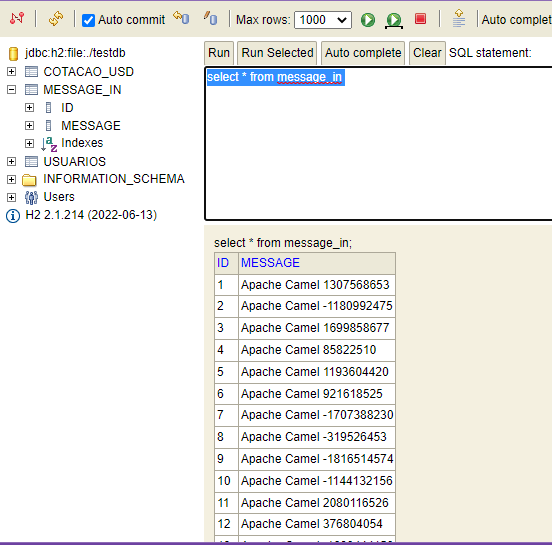 Auto commit
Max rows: 1000
Auto complet
jdbc:h2:file:./testdb
COTACAO_USD
MESSAGE_IN
ID
MESSAGE
Indexes
USUARIOS
INFORMATION_SCHEMA
Users
H2 2.1.214 (2022-06-13)
Run Run Selected Auto complete Clear SQL statement:
select * from message_in
select * from message_in;
ID MESSAGE
1 Apache Camel 1307568653
2 Apache Camel -1180992475
3 Apache Camel 1699858677
4 Apache Camel 85822510
5 Apache Camel 1193604420
6 Apache Camel 921618525
7 Apache Camel -1707388230
8 Apache Camel -319526453
9 Apache Camel -1816514574
10 Apache Camel -1144132156
11 Apache Camel 2080116526
12 Apache Camel 376804054